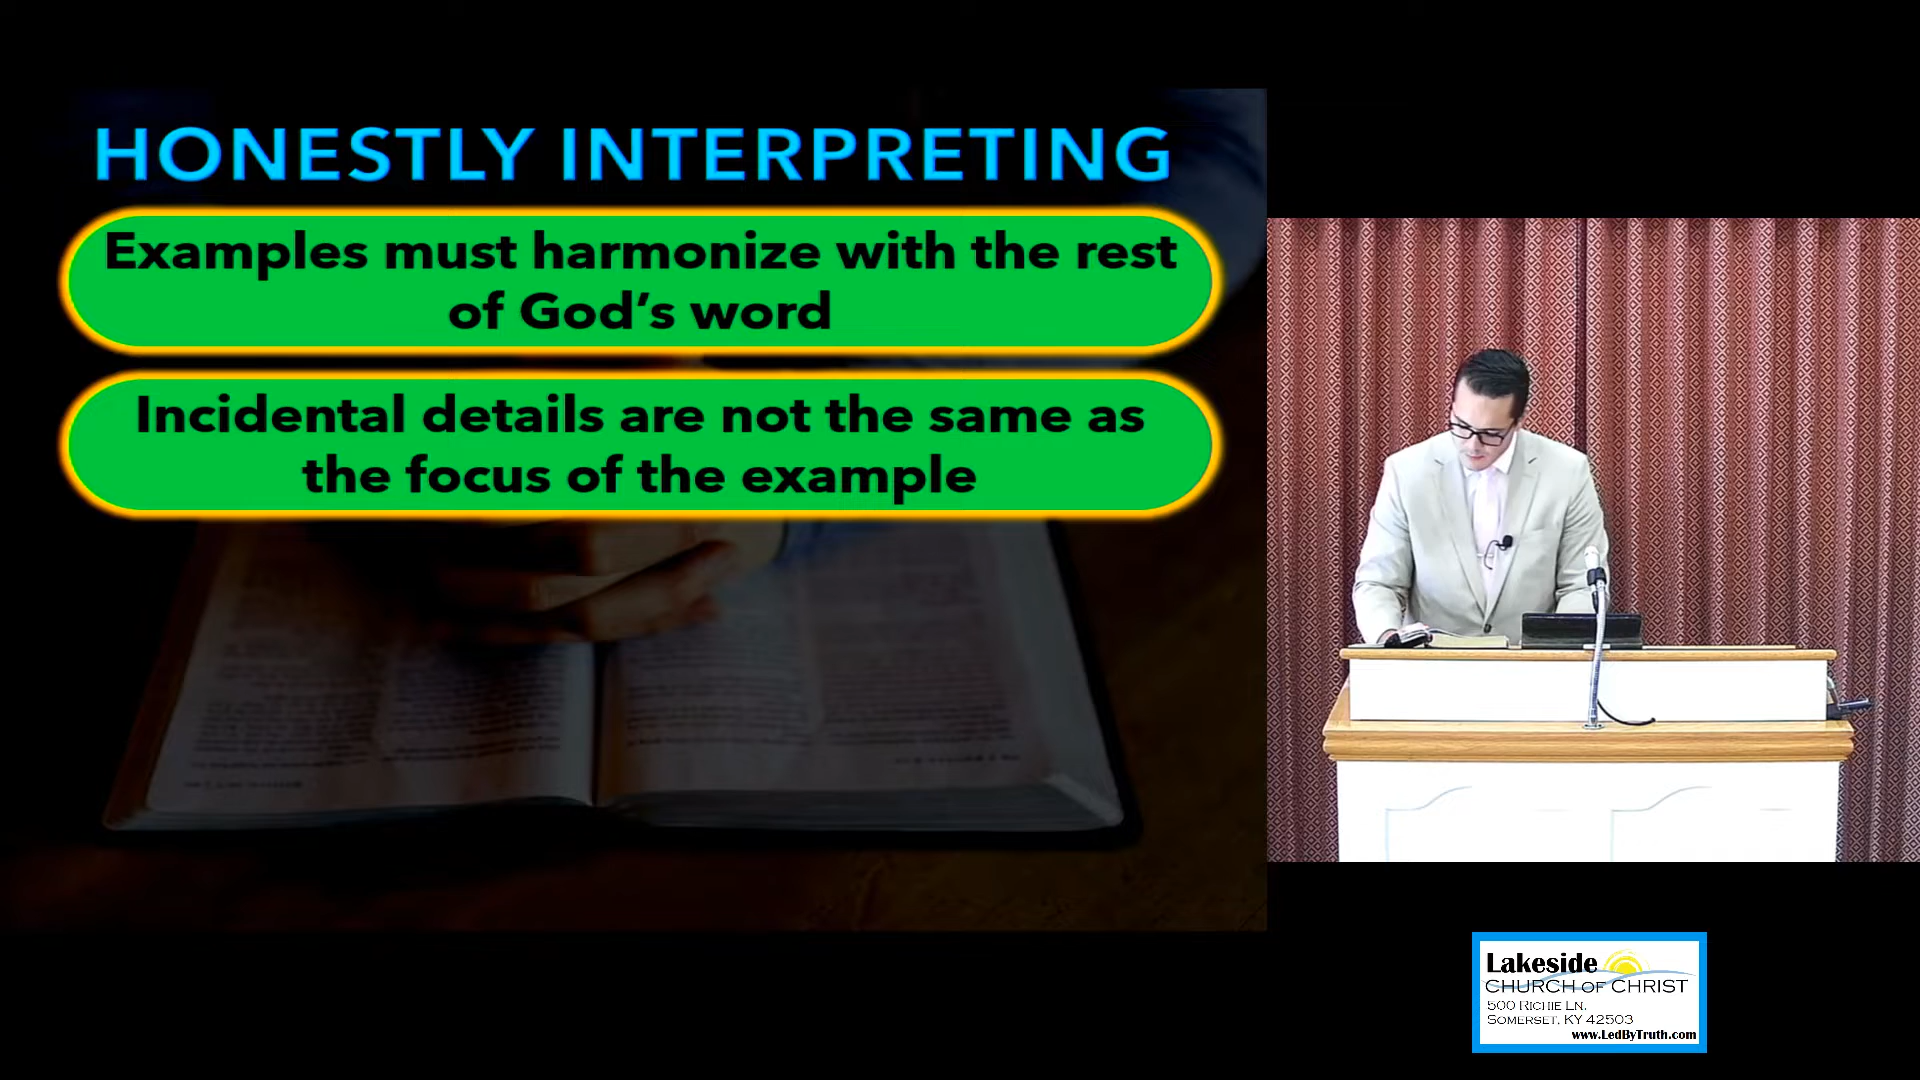 HONESTLY INTERPRETING
Examples must harmonize with the rest
of God's word
Incidental details are not the same as
the focus of the example
Lakeside
CHURCH OF CHRIST
500 RICHIE LN.
SOMERSET, KY 42503
www.LedByTruth.com